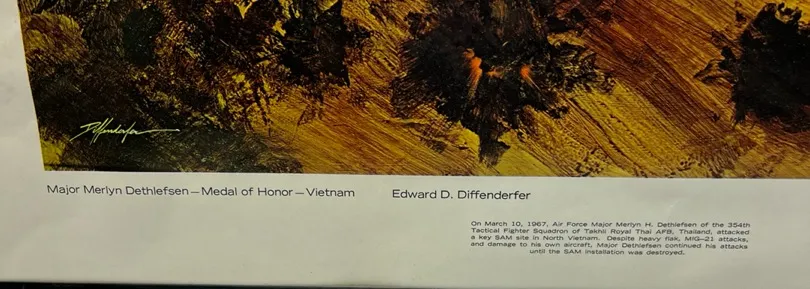 Diffenderfer
Major Merlyn Dethlefsen – Medal of Honor – Vietnam
Edward D. Diffenderfer
On March 10, 1967, Air Force Major Merlyn H. Dethlefsen of the 354th
Tactical Fighter Squadron of Takhli Royal Thai AFB, Thailand, attacked
a key SAM site in North Vietnam. Despite heavy flak, MIG-21 attacks,
and damage to his own aircraft, Major Dethlefsen continued his attacks
until the SAM installation was destroyed.